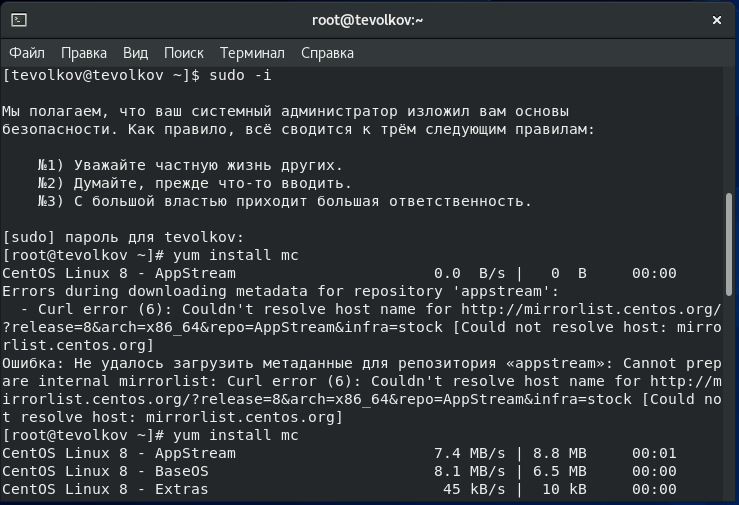 root@tevolkov:~
Файл Правка Вид Поиск Терминал Справка
[tevolkov@tevolkov ~]$ sudo -i
Мы полагаем, что ваш системный администратор изложил вам основы
безопасности. Как правило, всё сводится к трём следующим правилам:
№1) Уважайте частную жизнь других.
№2) Думайте, прежде что-то вводить.
№3) С большой властью приходит большая ответственность.
[sudo] пароль для tevolkov:
[root@tevolkov ~]# yum install mc
CentOS Linux 8 - AppStream 0.0 B/s | 0 B 00:00
Errors during downloading metadata for repository 'appstream':
- Curl error (6): Couldn't resolve host name for http://mirrorlist.centos.org/
?release=8&arch=x86_64&repo=AppStream&infra=stock [Could not resolve host: mirro
rlist.centos.org]
Ошибка: Не удалось загрузить метаданные для репозитория «appstream»: Cannot prep
are internal mirrorlist: Curl error (6): Couldn't resolve host name for http://m
irrorlist.centos.org/?release=8&arch=x86_64&repo=AppStream&infra=stock [Could no
t resolve host: mirrorlist.centos.org]
[root@tevolkov ~]# yum install mc
CentOS Linux 8 - AppStream 7.4 MB/s | 8.8 MB 00:01
CentOS Linux 8 - BaseOS 8.1 MB/s | 6.5 MB 00:00
CentOS Linux 8 - Extras 45 kB/s | 10 kB 00:00